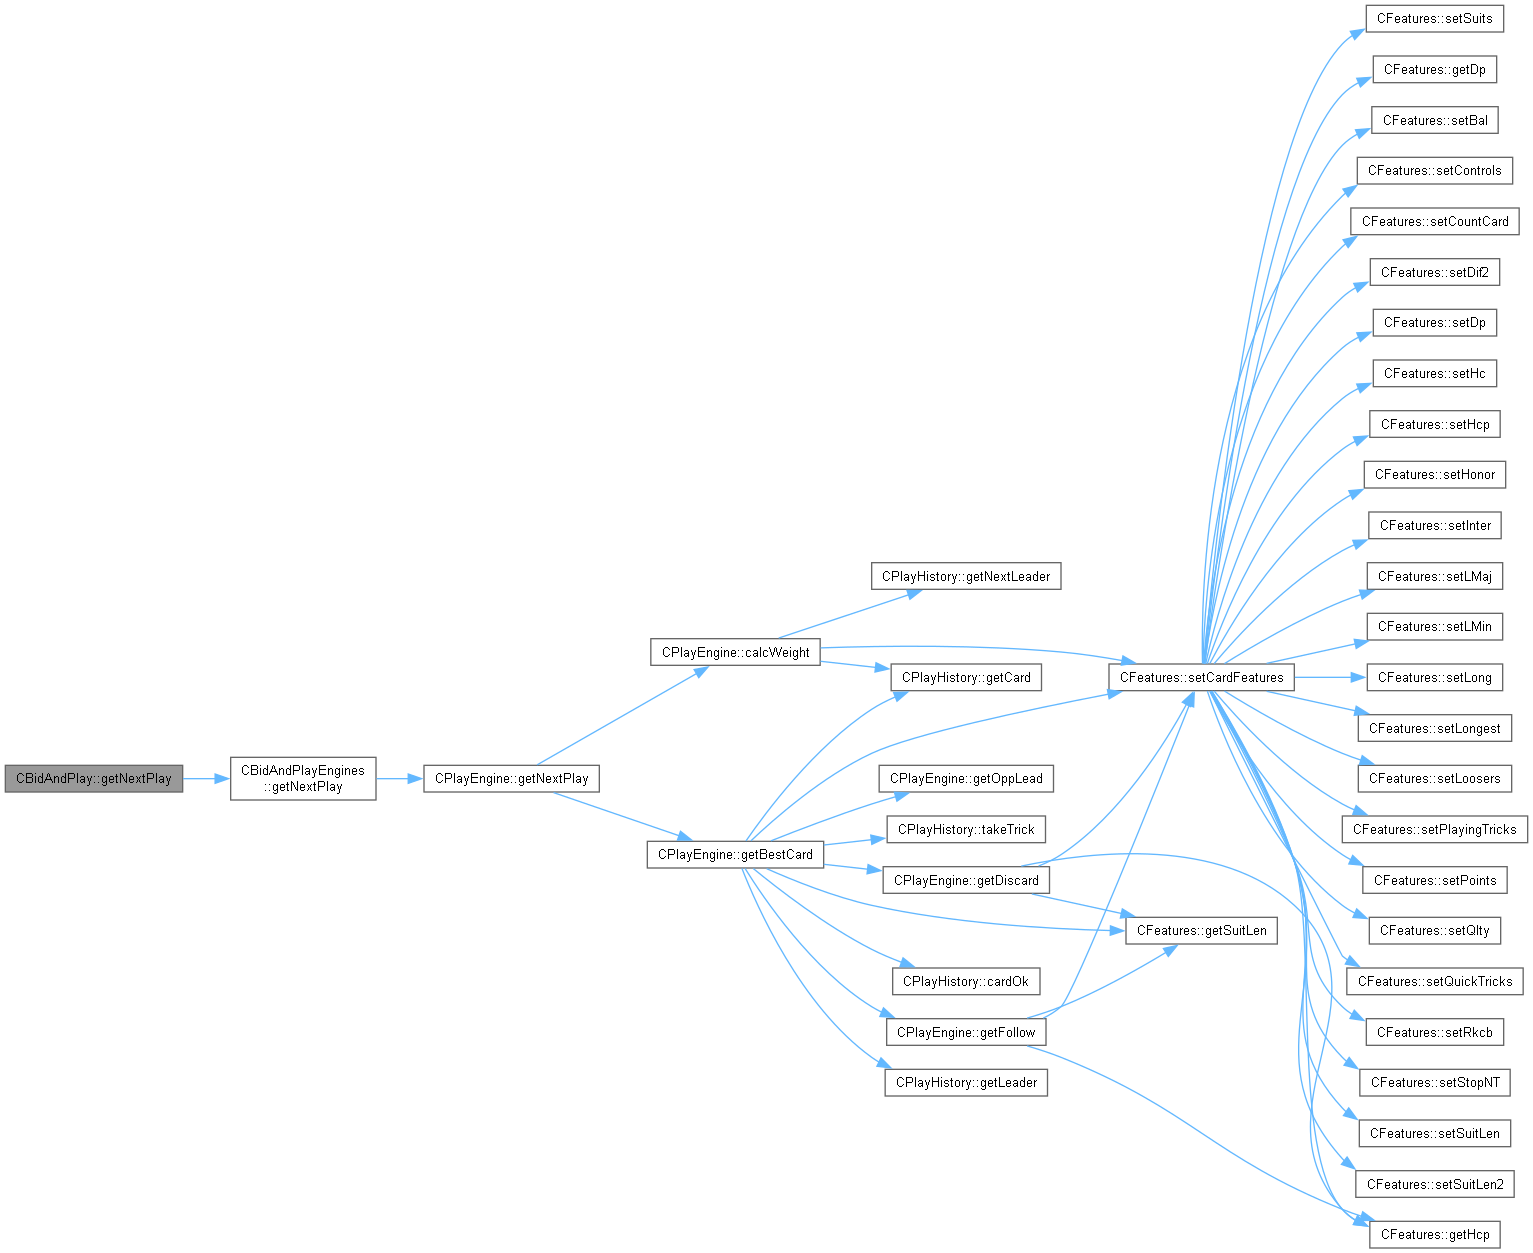 CBidAndPlay::getNextPlay
CBidAndPlayEngines
::getNextPlay
CPlayEngine::getNextPlay
CPlayEngine::calcWeight
CPlayEngine::getBestCard
CPlayHistory::getNextLeader
CPlayHistory::getCard
CPlayEngine::getOppLead
CPlayHistory::takeTrick
CPlayEngine::getDiscard
CPlayHistory::cardOk
CPlayEngine::getFollow
CPlayHistory::getLeader
CFeatures::setCardFeatures
CFeatures::getSuitLen
CFeatures::setSuits
CFeatures::getDp
CFeatures::setBal
CFeatures::setControls
CFeatures::setCountCard
CFeatures::setDif2
CFeatures::setDp
CFeatures::setHc
CFeatures::setHcp
CFeatures::setHonor
CFeatures::setInter
CFeatures::setLMaj
CFeatures::setLMin
CFeatures::setLong
CFeatures::setLongest
CFeatures::setLoosers
CFeatures::setPlayingTricks
CFeatures::setPoints
CFeatures::setQlty
CFeatures::setQuickTricks
CFeatures::setRkcb
CFeatures::setStopNT
CFeatures::setSuitLen
CFeatures::setSuitLen2
CFeatures::getHcp